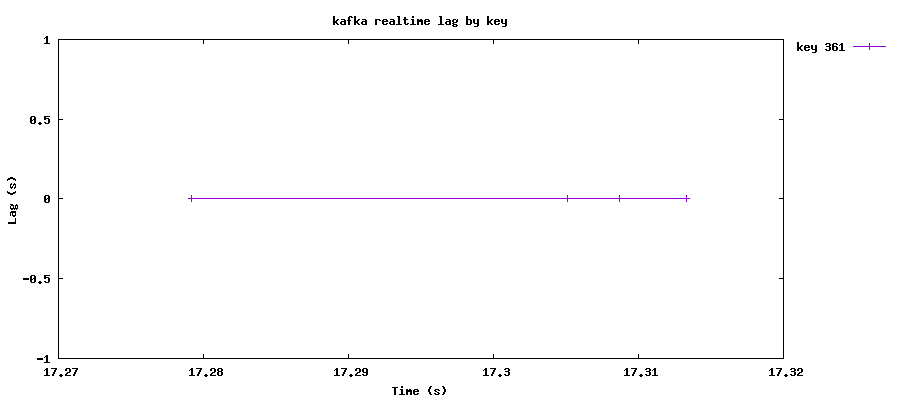 kafka realtime lag by key
key 361
1
0.5
0
-0.5
-1
Lag (s)
17.27 17.28 17.29 17.3 17.31 17.32
Time (s)